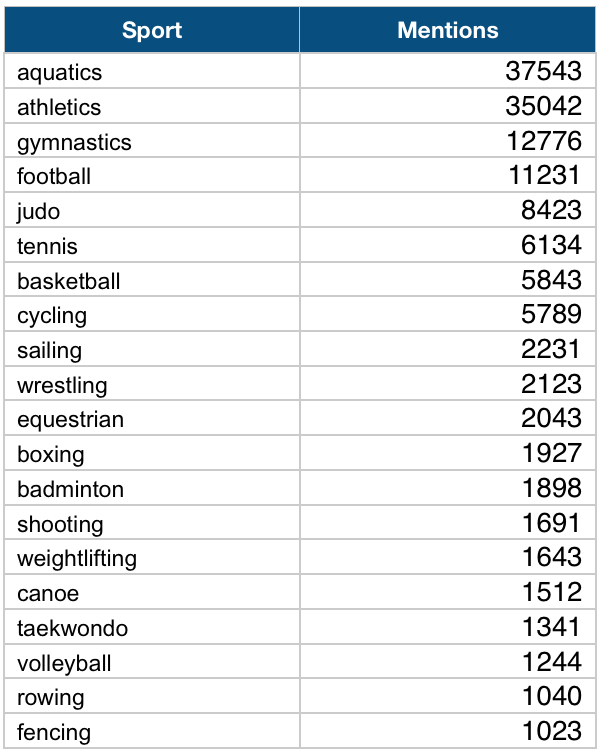 Sport Mentions
aquatics 37543
athletics 35042
gymnastics 12776
football 11231
judo 8423
tennis 6134
basketball 5843
cycling 5789
sailing 2231
wrestling 2123
equestrian 2043
boxing 1927
badminton 1898
shooting 1691
weightlifting 1643
canoe 1512
taekwondo 1341
volleyball 1244
rowing 1040
fencing 1023